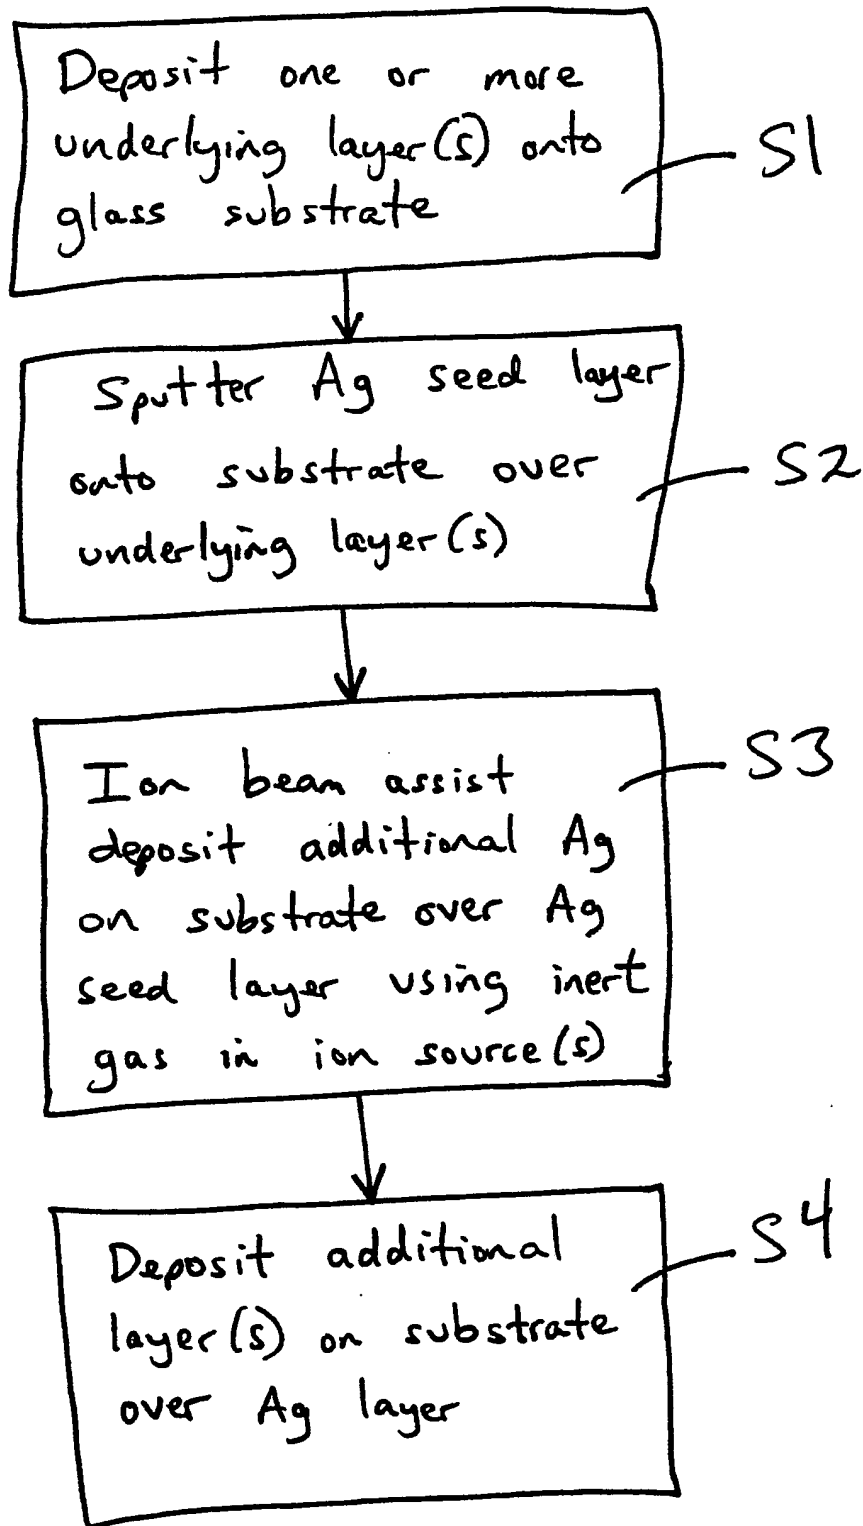 Deposit one or more
underlying layer(s) onto
glass substrate
S1
Sputter Ag seed layer
onto substrate over
underlying layer(s)
S2
Ion beam assist
deposit additional Ag
on substrate over Ag
seed layer using inert
gas in ion source(s)
S3
Deposit additional
layer(s) on substrate
over Ag layer
S4